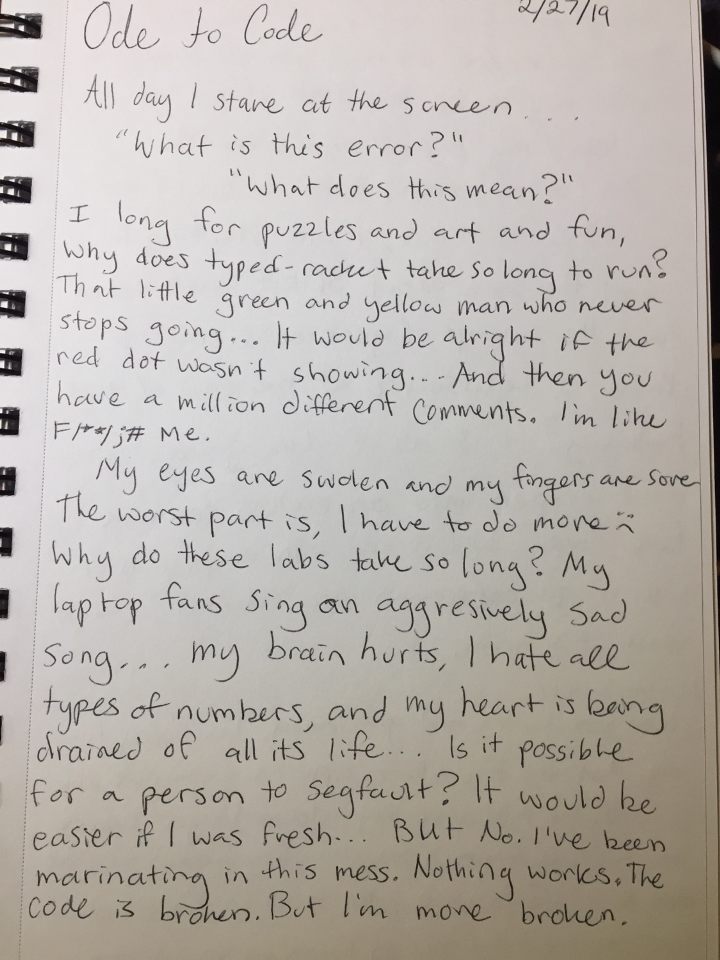 2/27/19
Ode to Code
All day I stare at the screen....
"What is this error?"
"What does this mean?"
I long for puzzles and art and fun,
Why does typed-racket take so long to run?
That little green and yellow man who never
stops going... It would be alright if the
red dot wasn't showing... And then you
have a million different comments. I'm like
F/**/;# Me.
My eyes are swolen and my fingers are sore
The worst part is, I have to do more :(
Why do these labs take so long? My
laptop fans sing an aggresively sad
song.... my brain hurts, I hate all
types of numbers, and my heart is being
drained of all its life... Is it possible
for a person to segfault? It would be
easier if I was fresh... But No. I've been
marinating in this mess. Nothing works. The
code is broken. But I'm more broken.